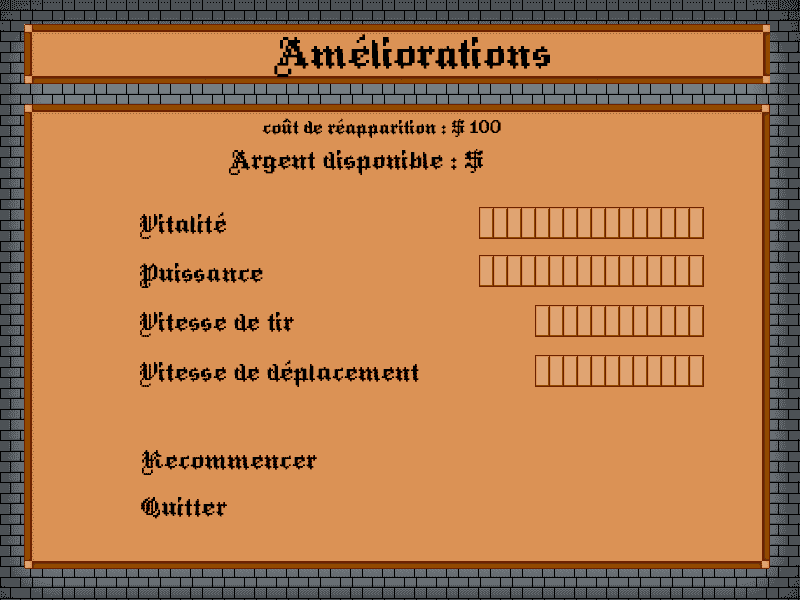 Améliorations
coût de réapparition : $ 100
Argent disponible : $
Vitalité
Puissance
Vitesse de tir
Vitesse de déplacement
Recommencer
Quitter